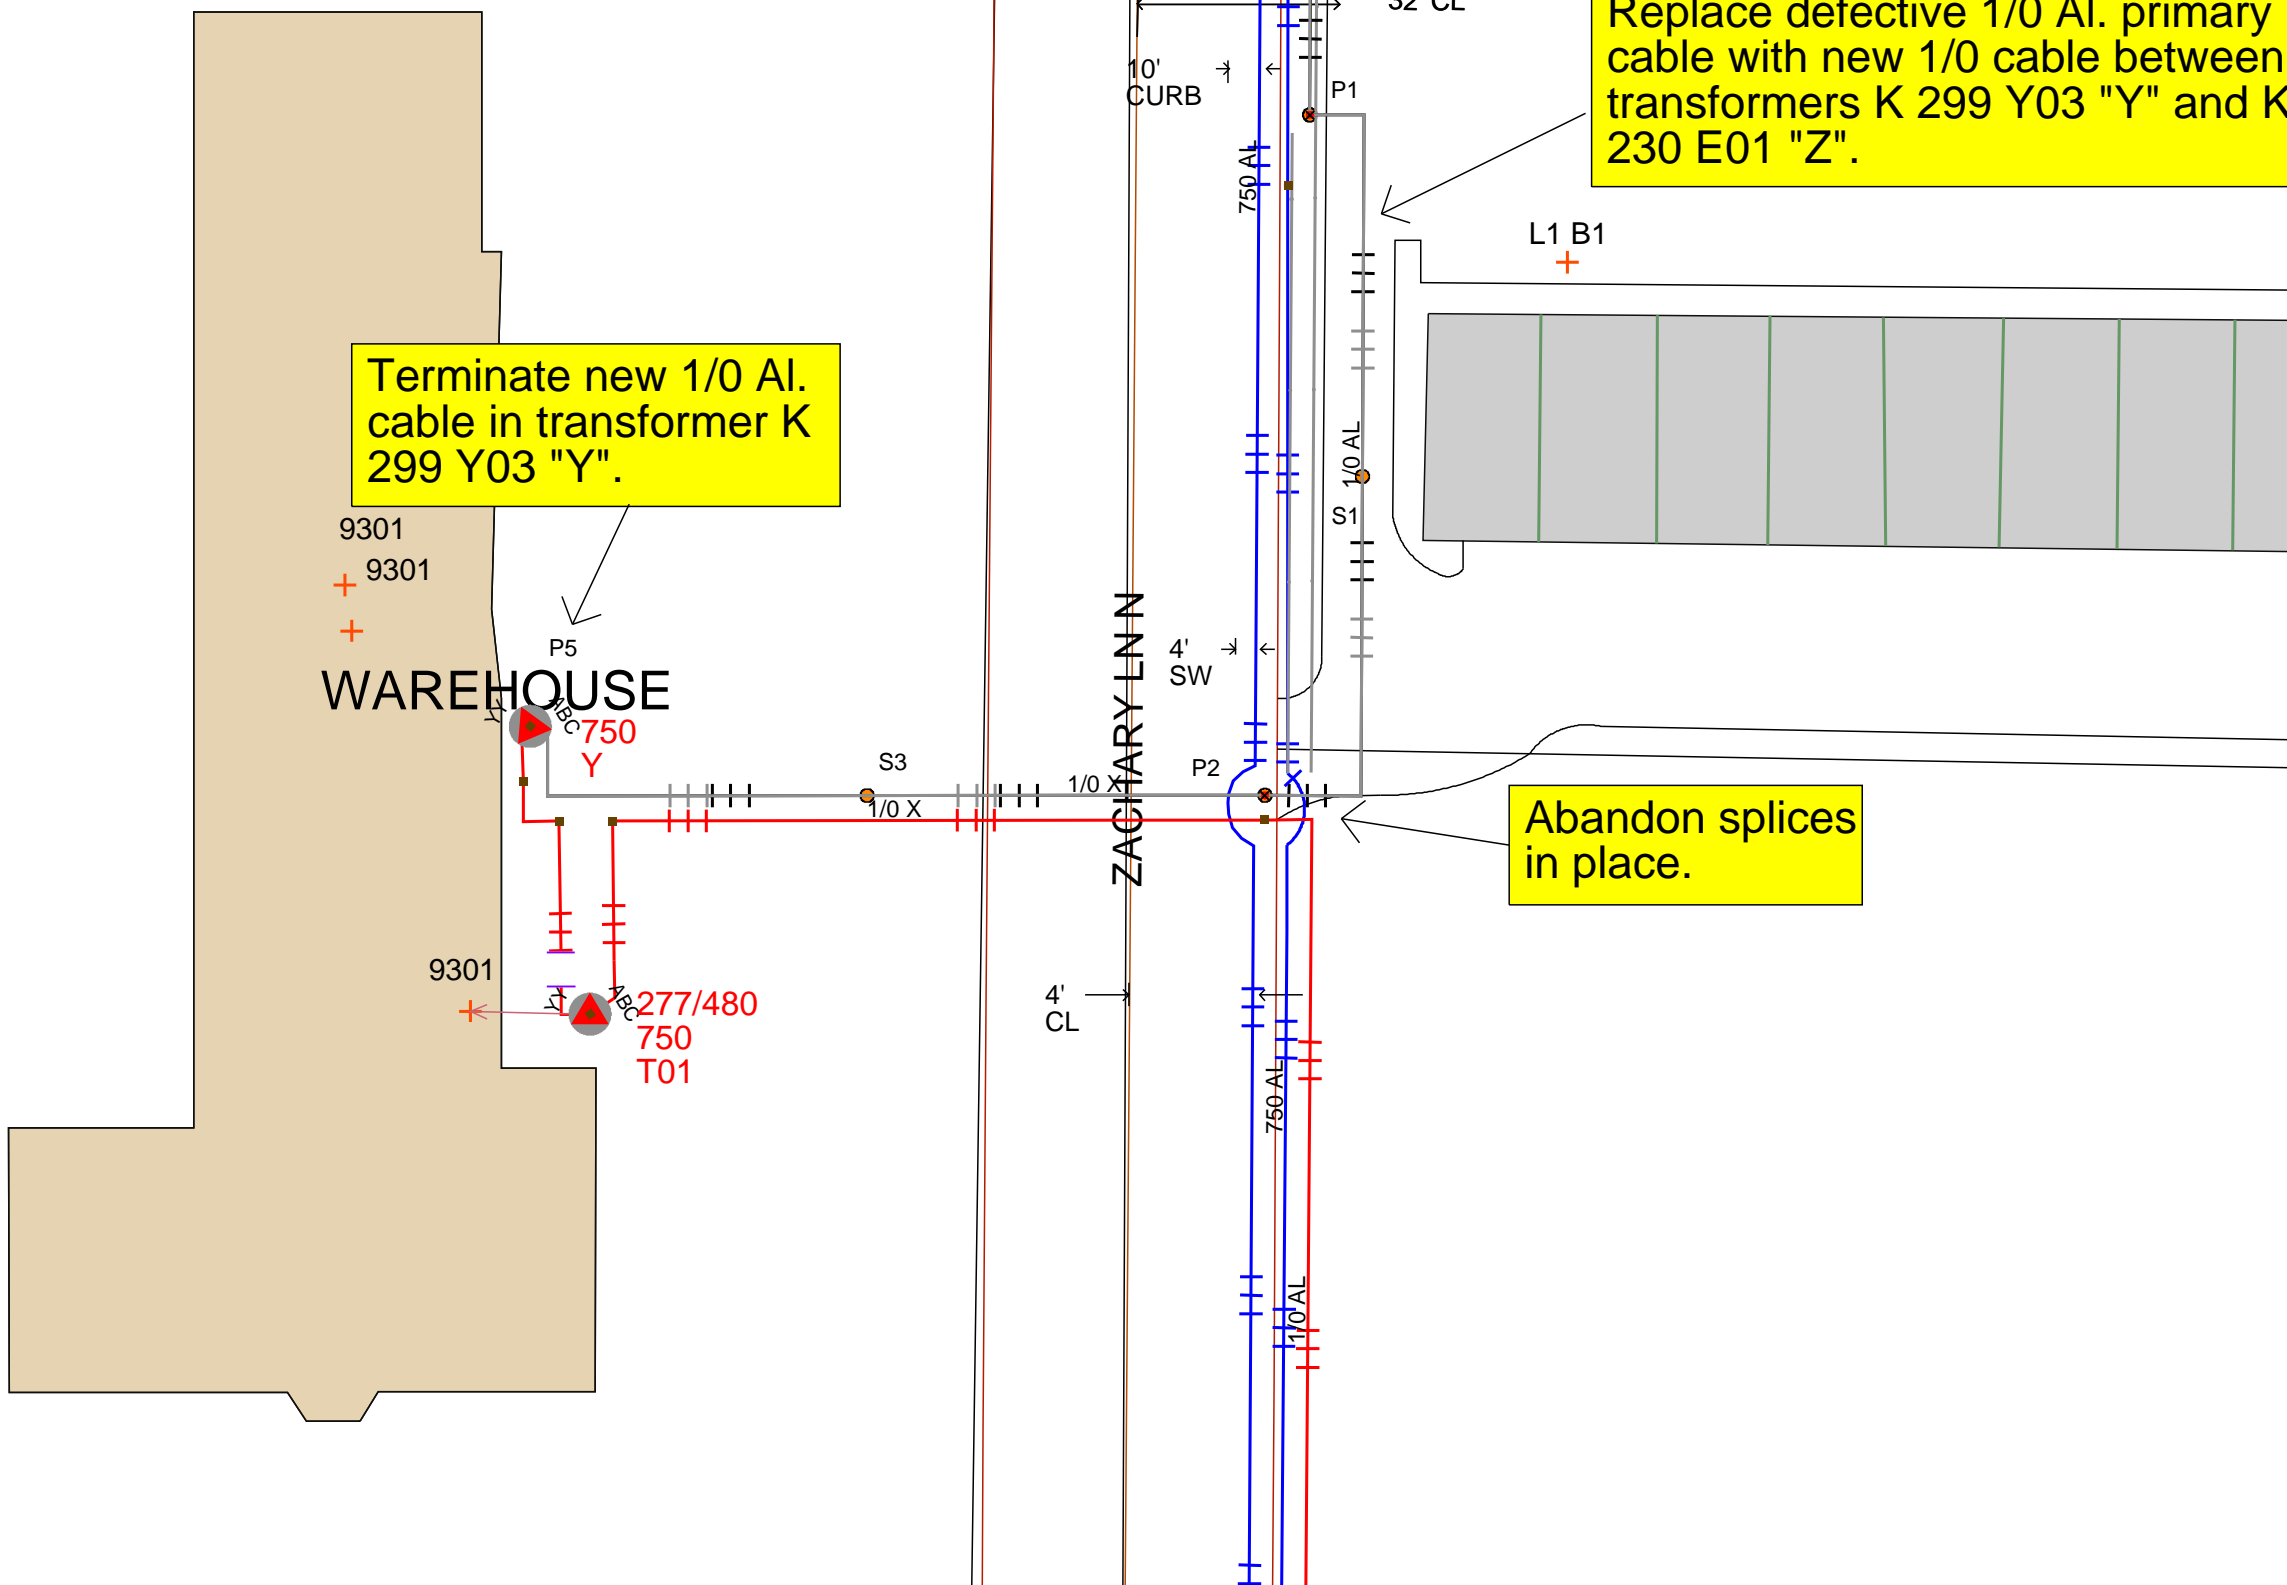 32' CL
Replace defective 1/0 Al. primary
cable with new 1/0 cable between
transformers K 299 Y03 "Y" and K
230 E01 "Z".
10'
CURB
P1
750 AL
L1 B1
Terminate new 1/0 Al.
cable in transformer K
299 Y03 "Y".
1/0 AL
S1
9301
9301
ZACHARY LN N
4'
SW
P5
WAREHOUSE
XY
ABC
750
Y
S3
1/0 X
P2
1/0 X
Abandon splices
in place.
9301
XY
ABC
277/480
750
T01
4'
CL
750 AL
1/0 AL